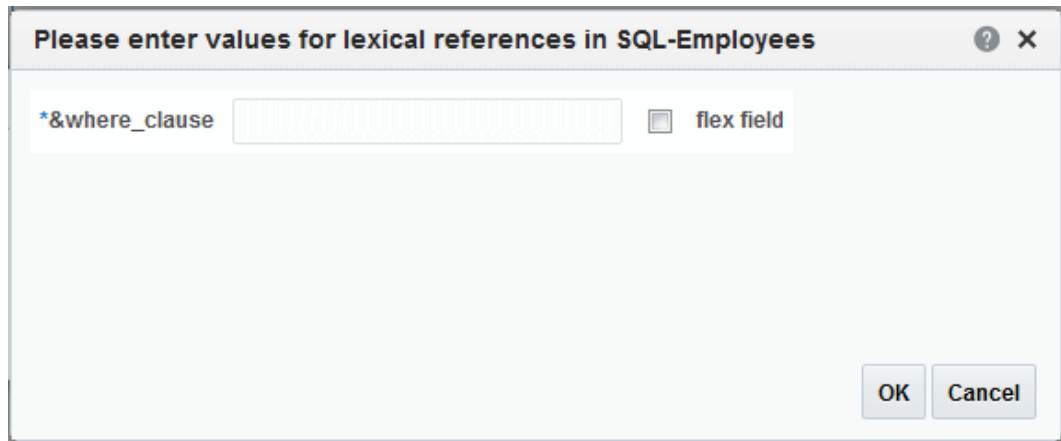 Please enter values for lexical references in SQL-Employees ?
*&where_clause flex field
OK Cancel